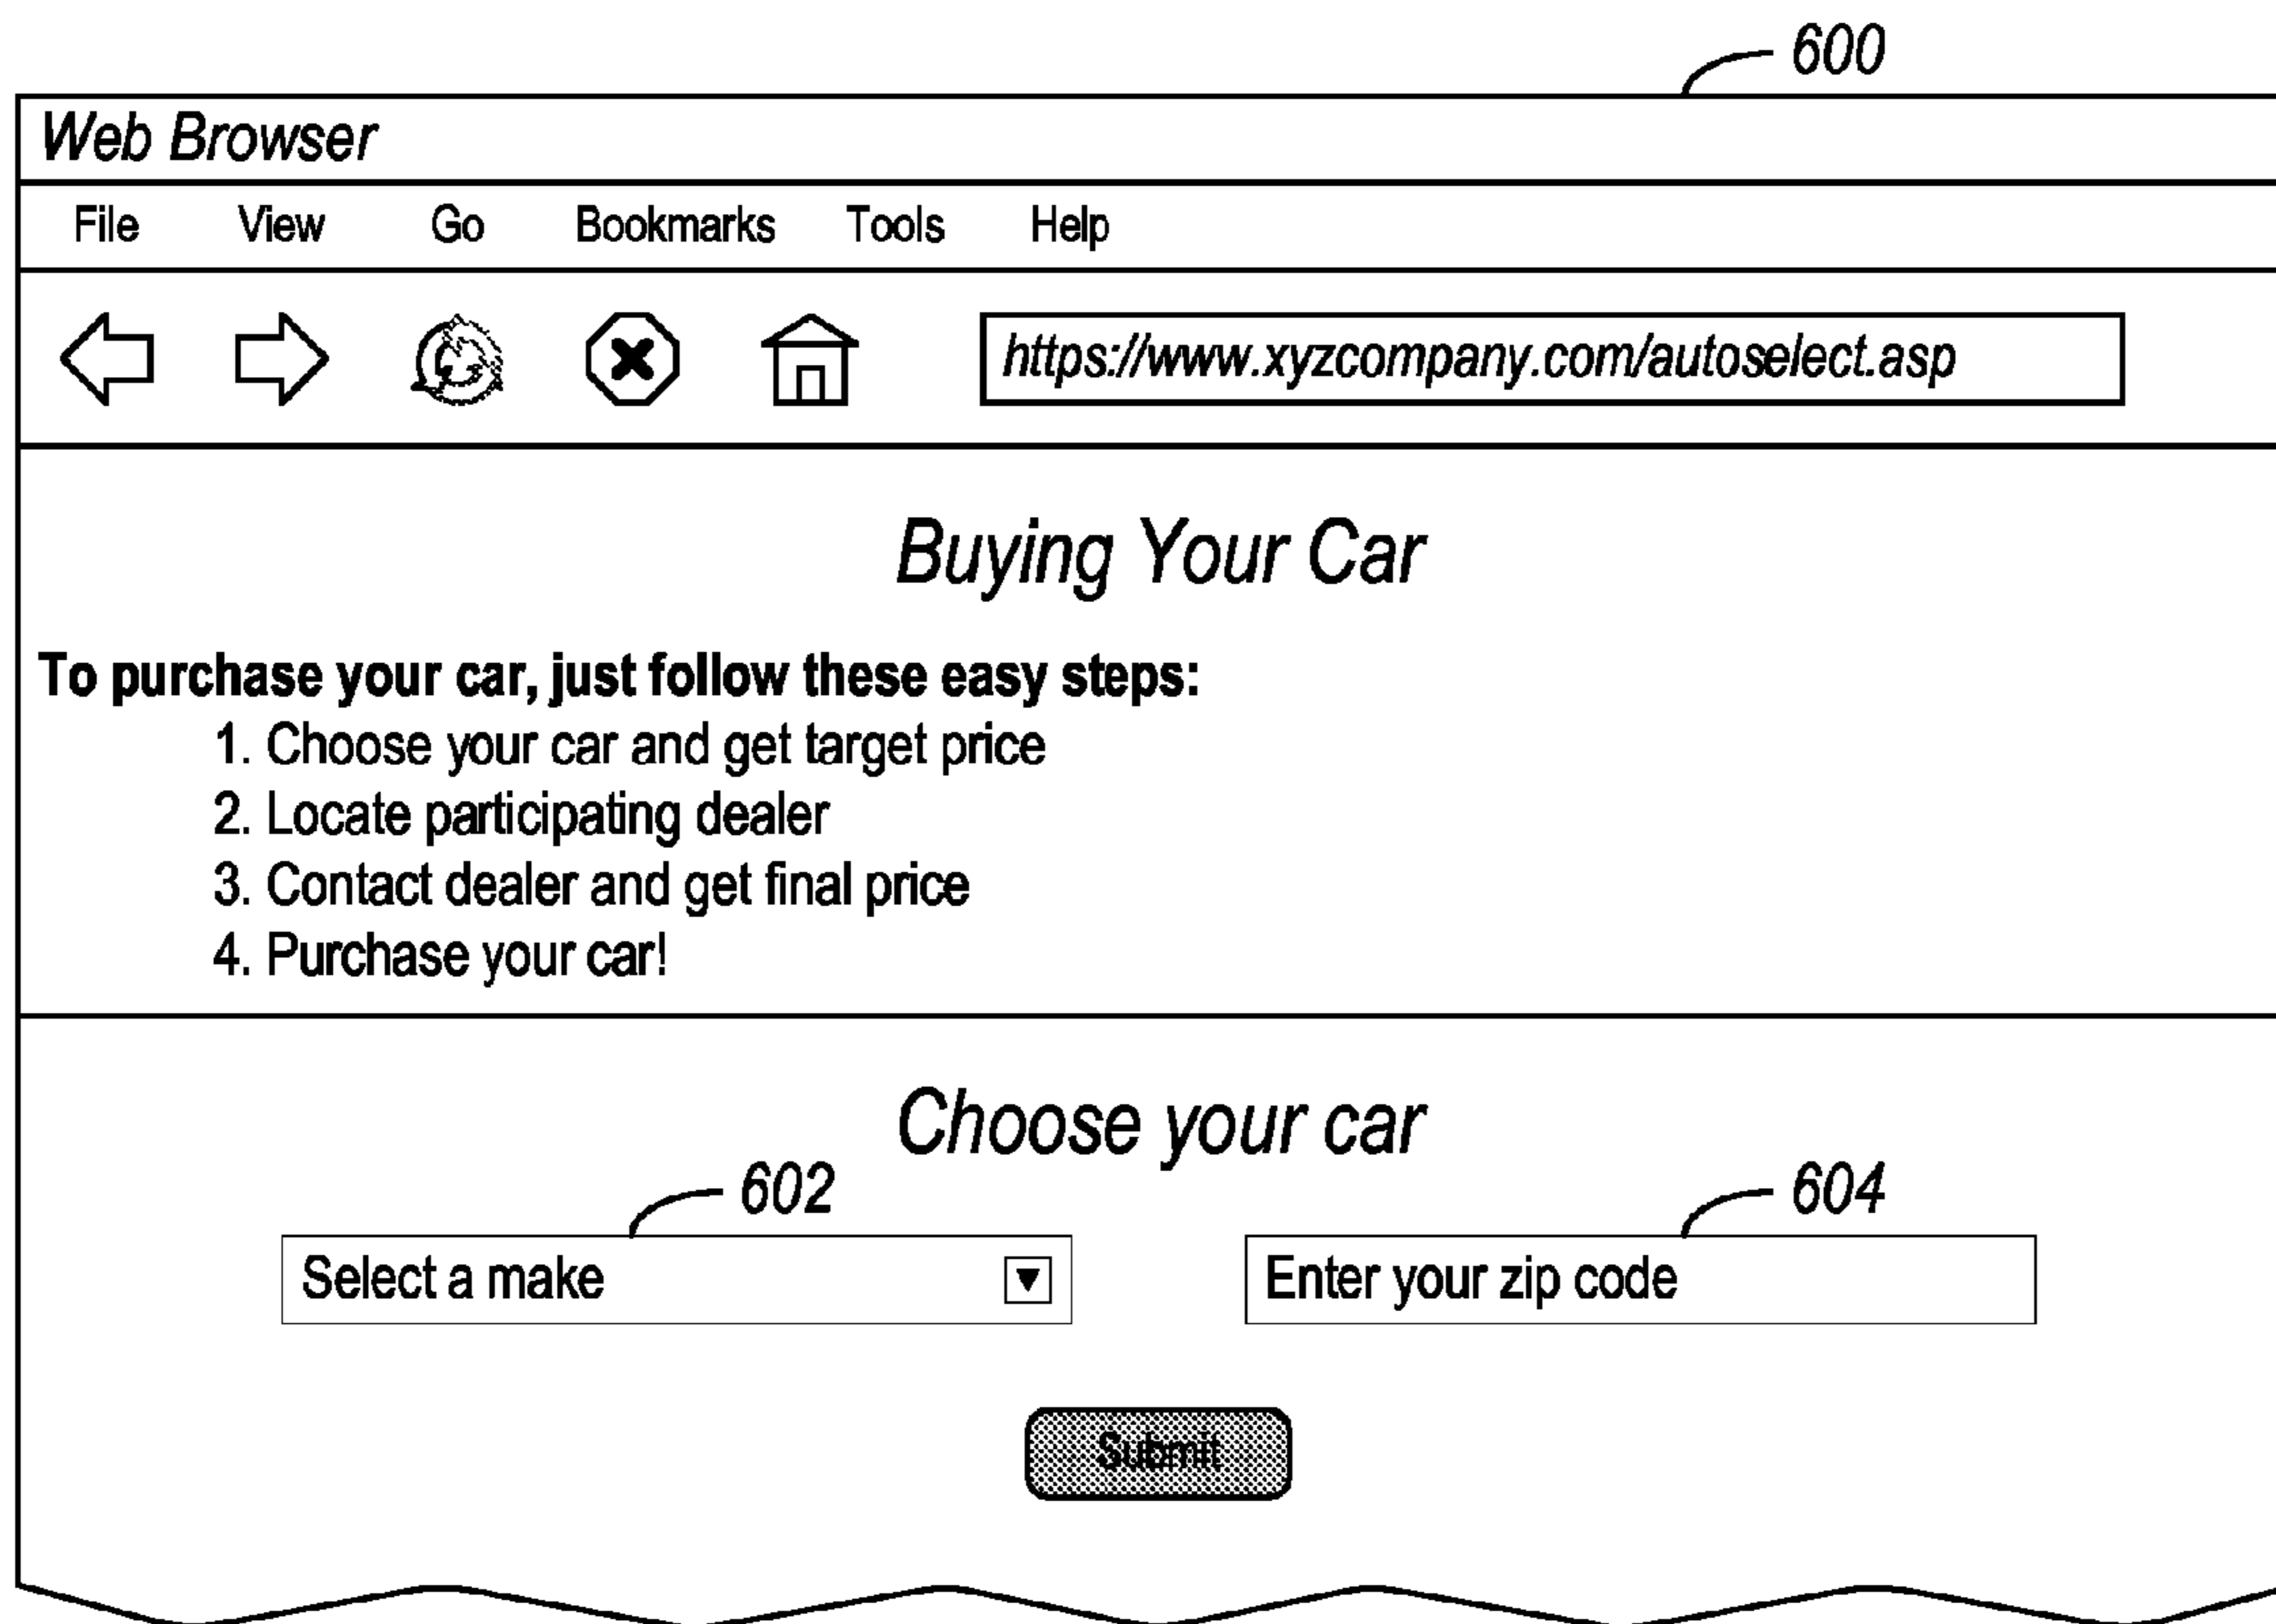 600
Web Browser
File View Go Bookmarks Tools Help
https://www.xyzcompany.com/autoselect.asp
Buying Your Car
To purchase your car, just follow these easy steps:
1. Choose your car and get target price
2. Locate participating dealer
3. Contact dealer and get final price
4. Purchase your car!
Choose your car
602 604
Select a make Enter your zip code
Submit